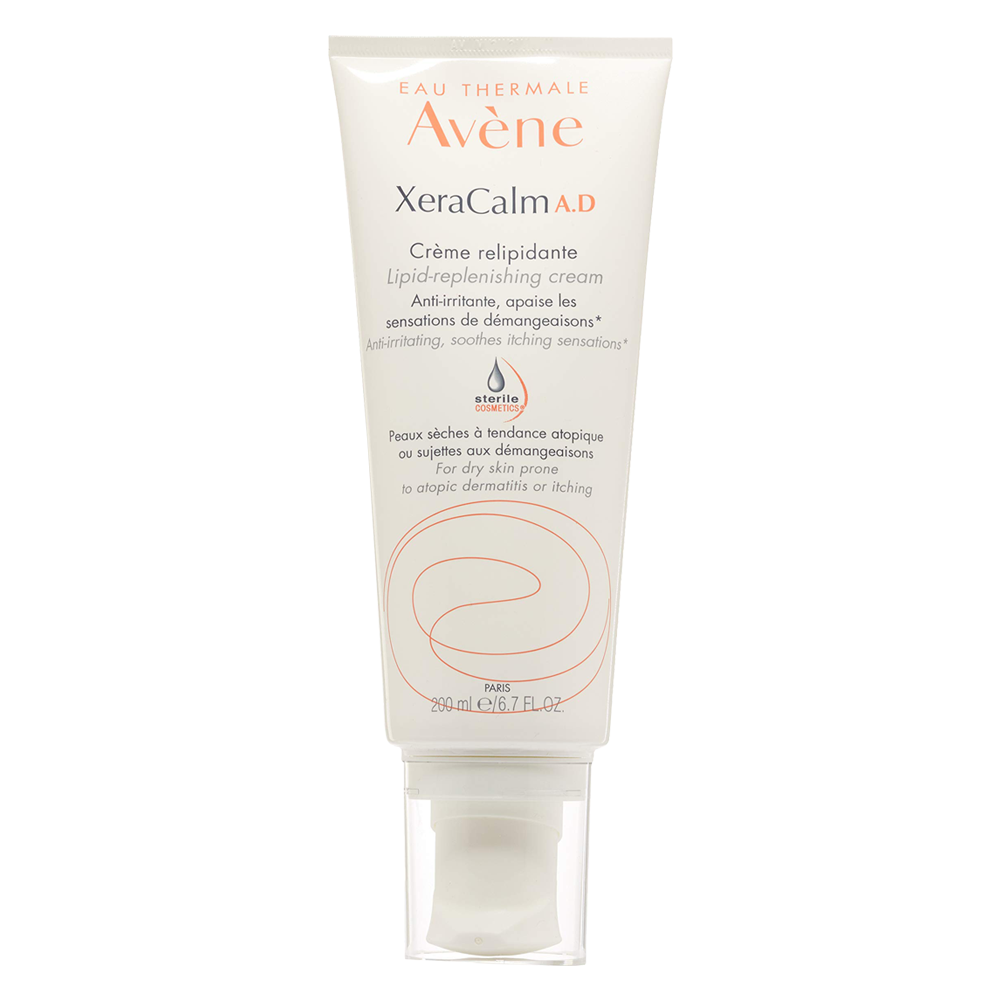 EAU THERMALE
Avène
XeraCalm A.D
Crème relipidante
Lipid-replenishing cream
Anti-irritante, apaise les
sensations de démangeaisons*
Anti-irritating, soothes itching sensations*
sterile
COSMETICS®
Peaux sèches à tendance atopique
ou sujettes aux démangeaisons
For dry skin prone
to atopic dermatitis or itching
PARIS
200 ml ℮/6.7 FL.OZ.